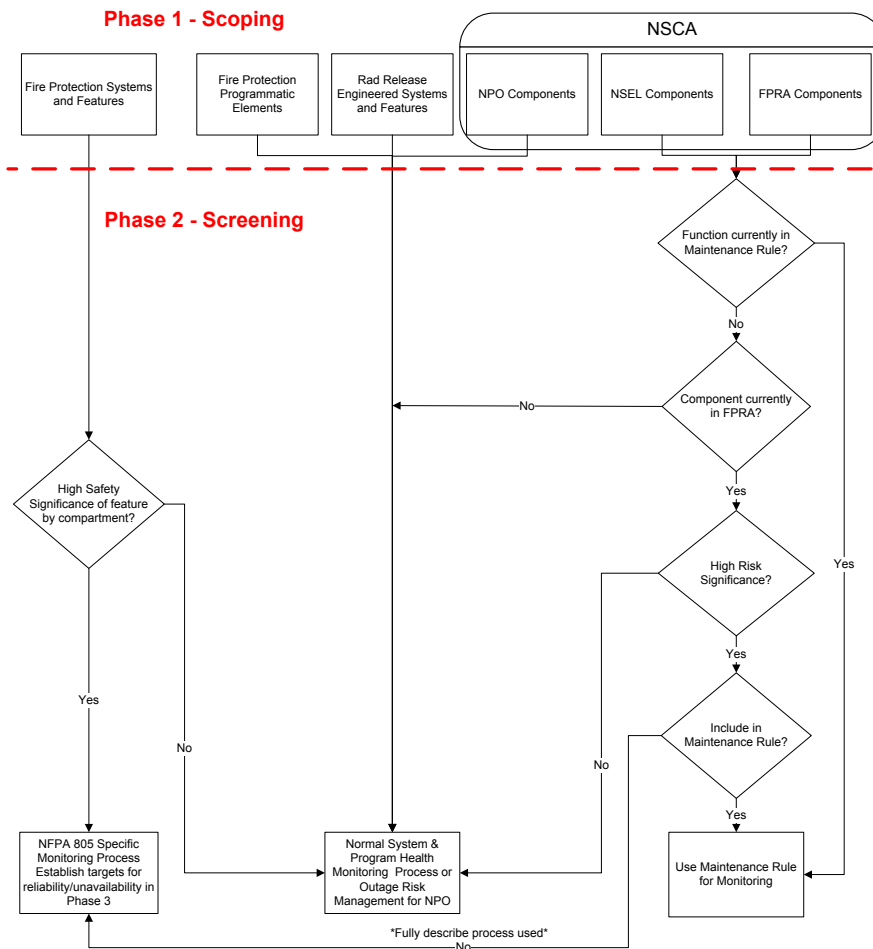 Phase 1 - Scoping
NSCA
Fire Protection Systems
and Features
Fire Protection
Programmatic
Elements
Rad Release
Engineered Systems
and Features
NPO Components
NSEL Components
FPRA Components
Phase 2 - Screening
Function currently in
Maintenance Rule?
No
Component currently
in FPRA?
No
Yes
High Safety
Significance of feature
by compartment?
High Risk
Significance?
Yes
No
Yes
Yes
Include in
Maintenance Rule?
No
No
Yes
NFPA 805 Specific
Monitoring Process
Establish targets for
reliability/unavailability in
Phase 3
Normal System &
Program Health
Monitoring Process or
Outage Risk
Management for NPO
Use Maintenance Rule
for Monitoring
*Fully describe process used*
No